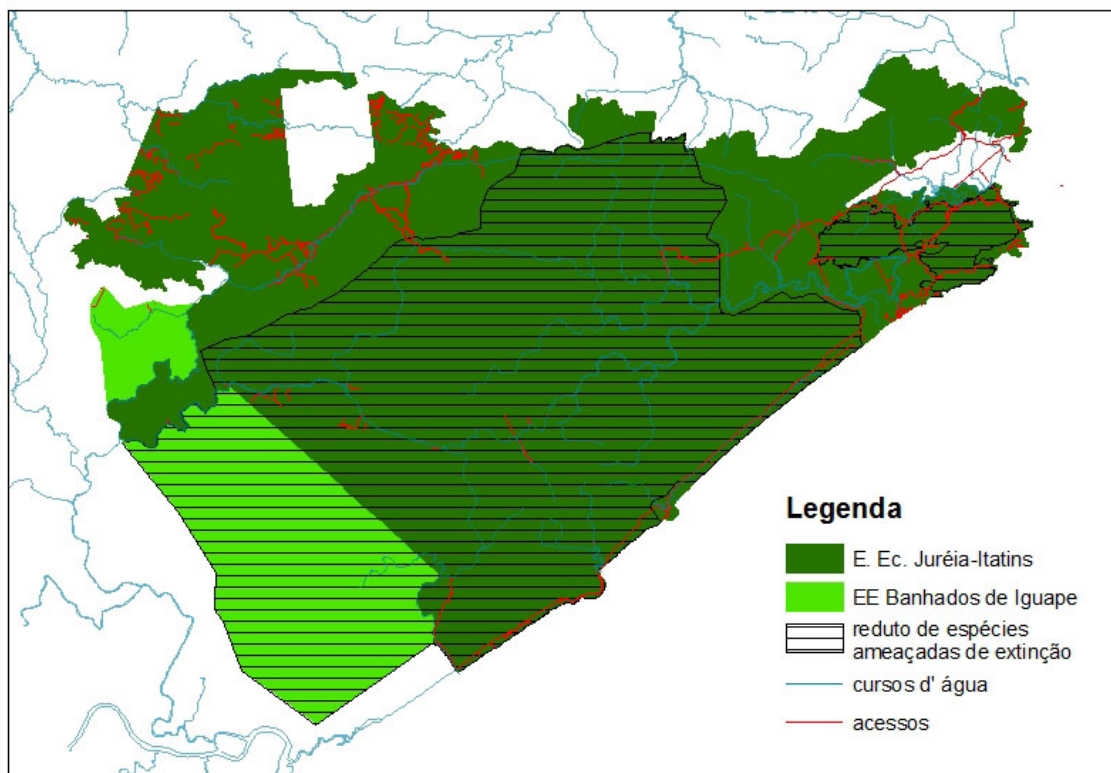 Legenda
E. Ec. Juréia-Itatins
EE Banhados de Iguape
reduto de espécies
ameaçadas de extinção
cursos d' água
acessos